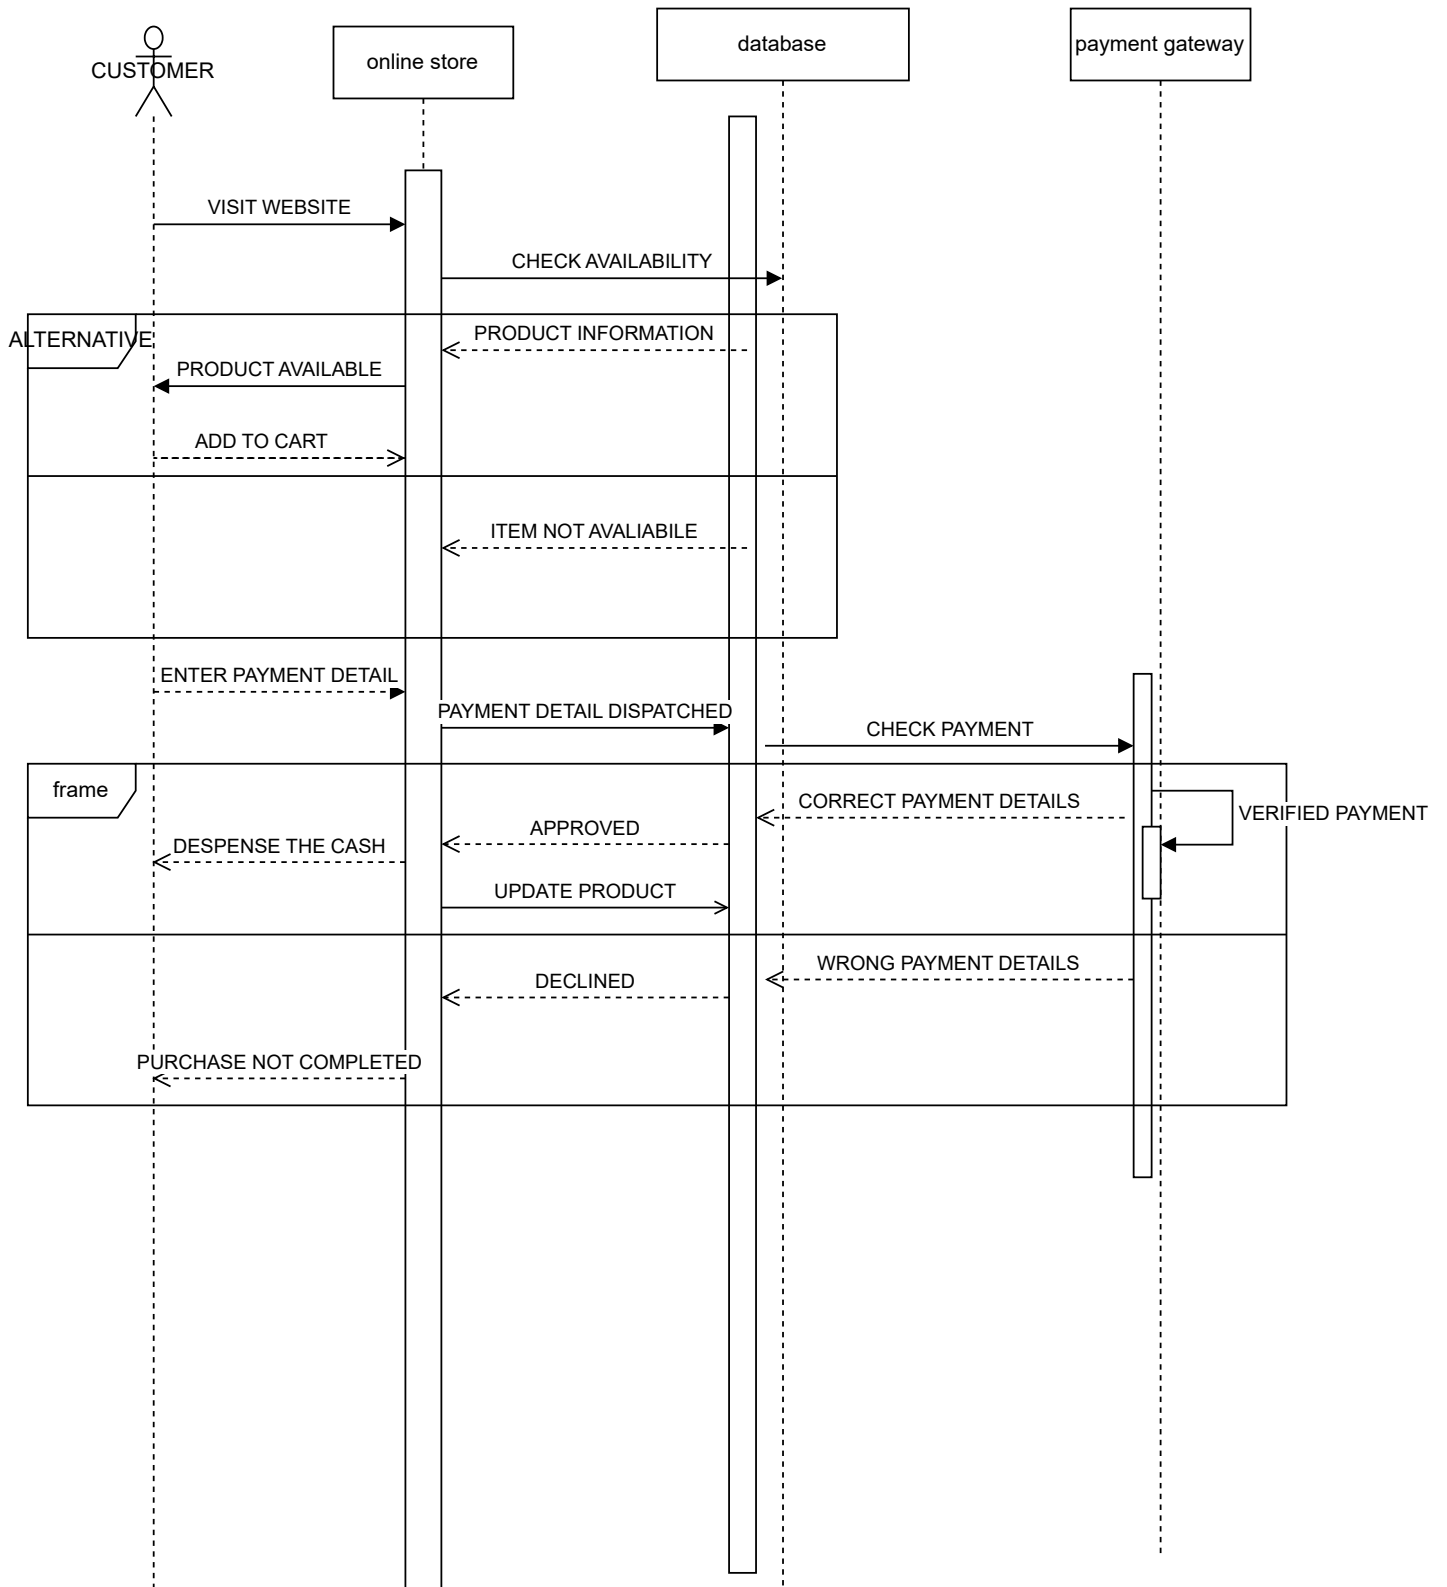 database
payment gateway
online store
CUSTOMER
VISIT WEBSITE
CHECK AVAILABILITY
ALTERNATIVE
PRODUCT INFORMATION
PRODUCT AVAILABLE
ADD TO CART
ITEM NOT AVALIABILE
ENTER PAYMENT DETAIL
PAYMENT DETAIL DISPATCHED
CHECK PAYMENT
frame
CORRECT PAYMENT DETAILS
VERIFIED PAYMENT
APPROVED
DESPENSE THE CASH
UPDATE PRODUCT
WRONG PAYMENT DETAILS
DECLINED
PURCHASE NOT COMPLETED